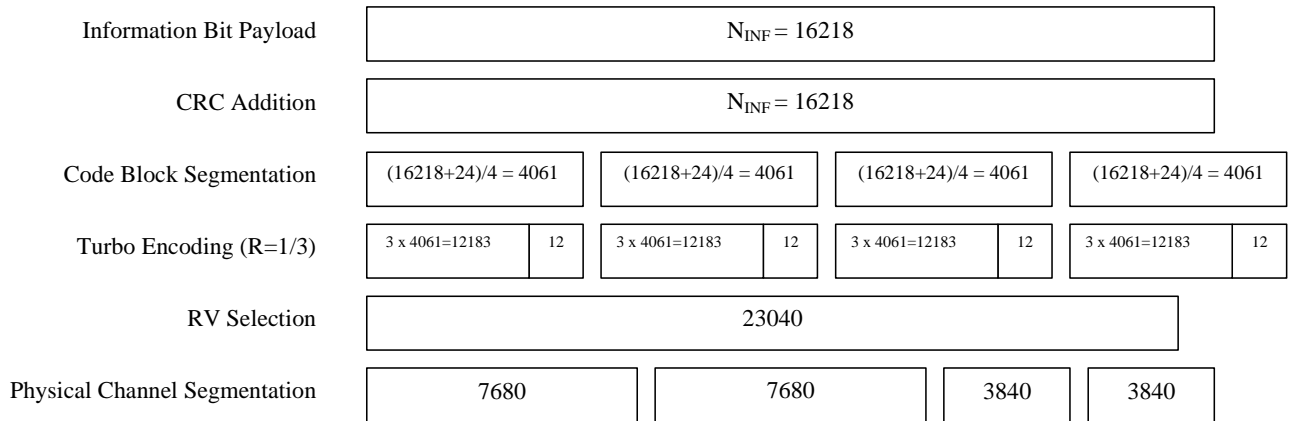 Information Bit Payload NINF = 16218
CRC Addition NINF = 16218
Code Block Segmentation (16218+24)/4 = 4061 (16218+24)/4 = 4061 (16218+24)/4 = 4061 (16218+24)/4 = 4061
Turbo Encoding (R=1/3) 3 x 4061=12183 12 3 x 4061=12183 12 3 x 4061=12183 12 3 x 4061=12183 12
RV Selection 23040
Physical Channel Segmentation 7680 7680 3840 3840